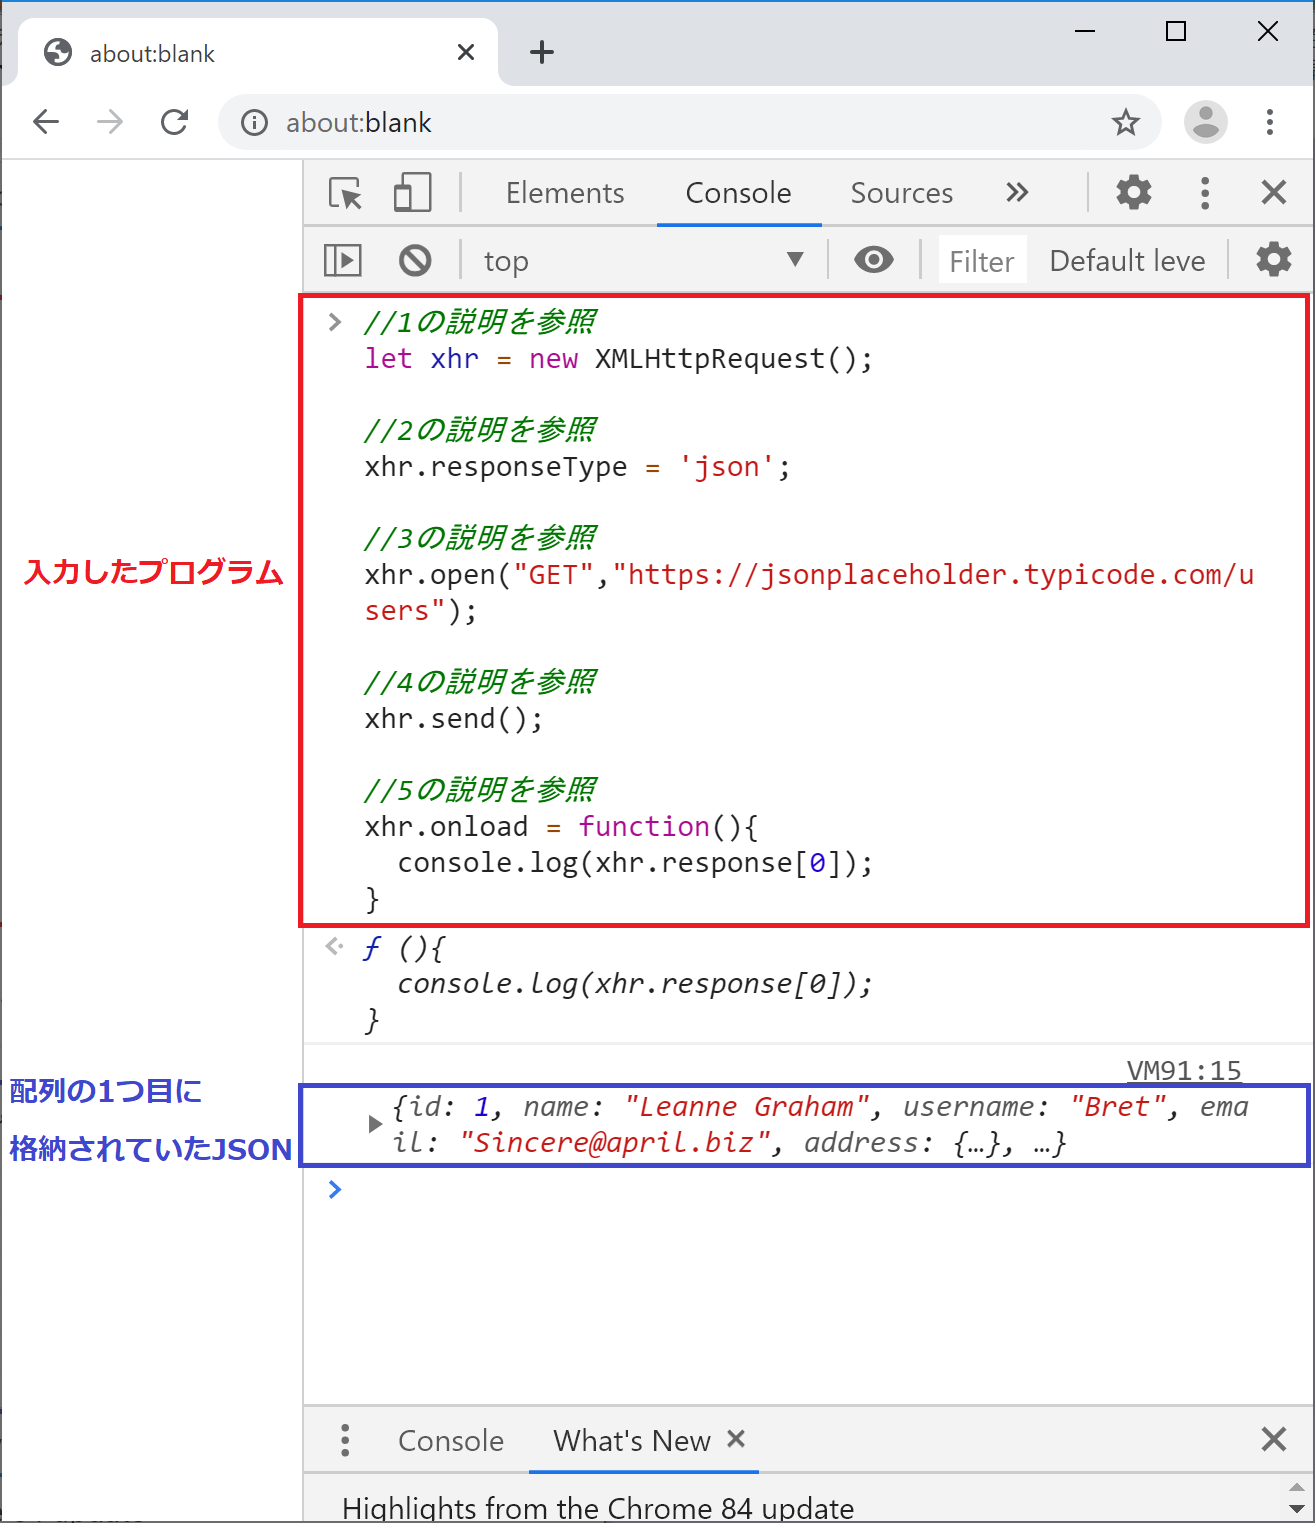 about:blank
about:blank
Elements Console Sources
top Filter Default leve
//1の説明を参照
let xhr = new XMLHttpRequest();
//2の説明を参照
xhr.responseType = 'json';
//3の説明を参照
xhr.open("GET","https://jsonplaceholder.typicode.com/u
sers");
//4の説明を参照
xhr.send();
//5の説明を参照
xhr.onload = function(){
console.log(xhr.response[0]);
}
入力したプログラム
ƒ (){
console.log(xhr.response[0]);
}
VM91:15
配列の1つ目に
格納されていたJSON
{id: 1, name: "Leanne Graham", username: "Bret", ema
il: "Sincere@april.biz", address: {…}, …}
Console What's New
Highlights from the Chrome 84 update